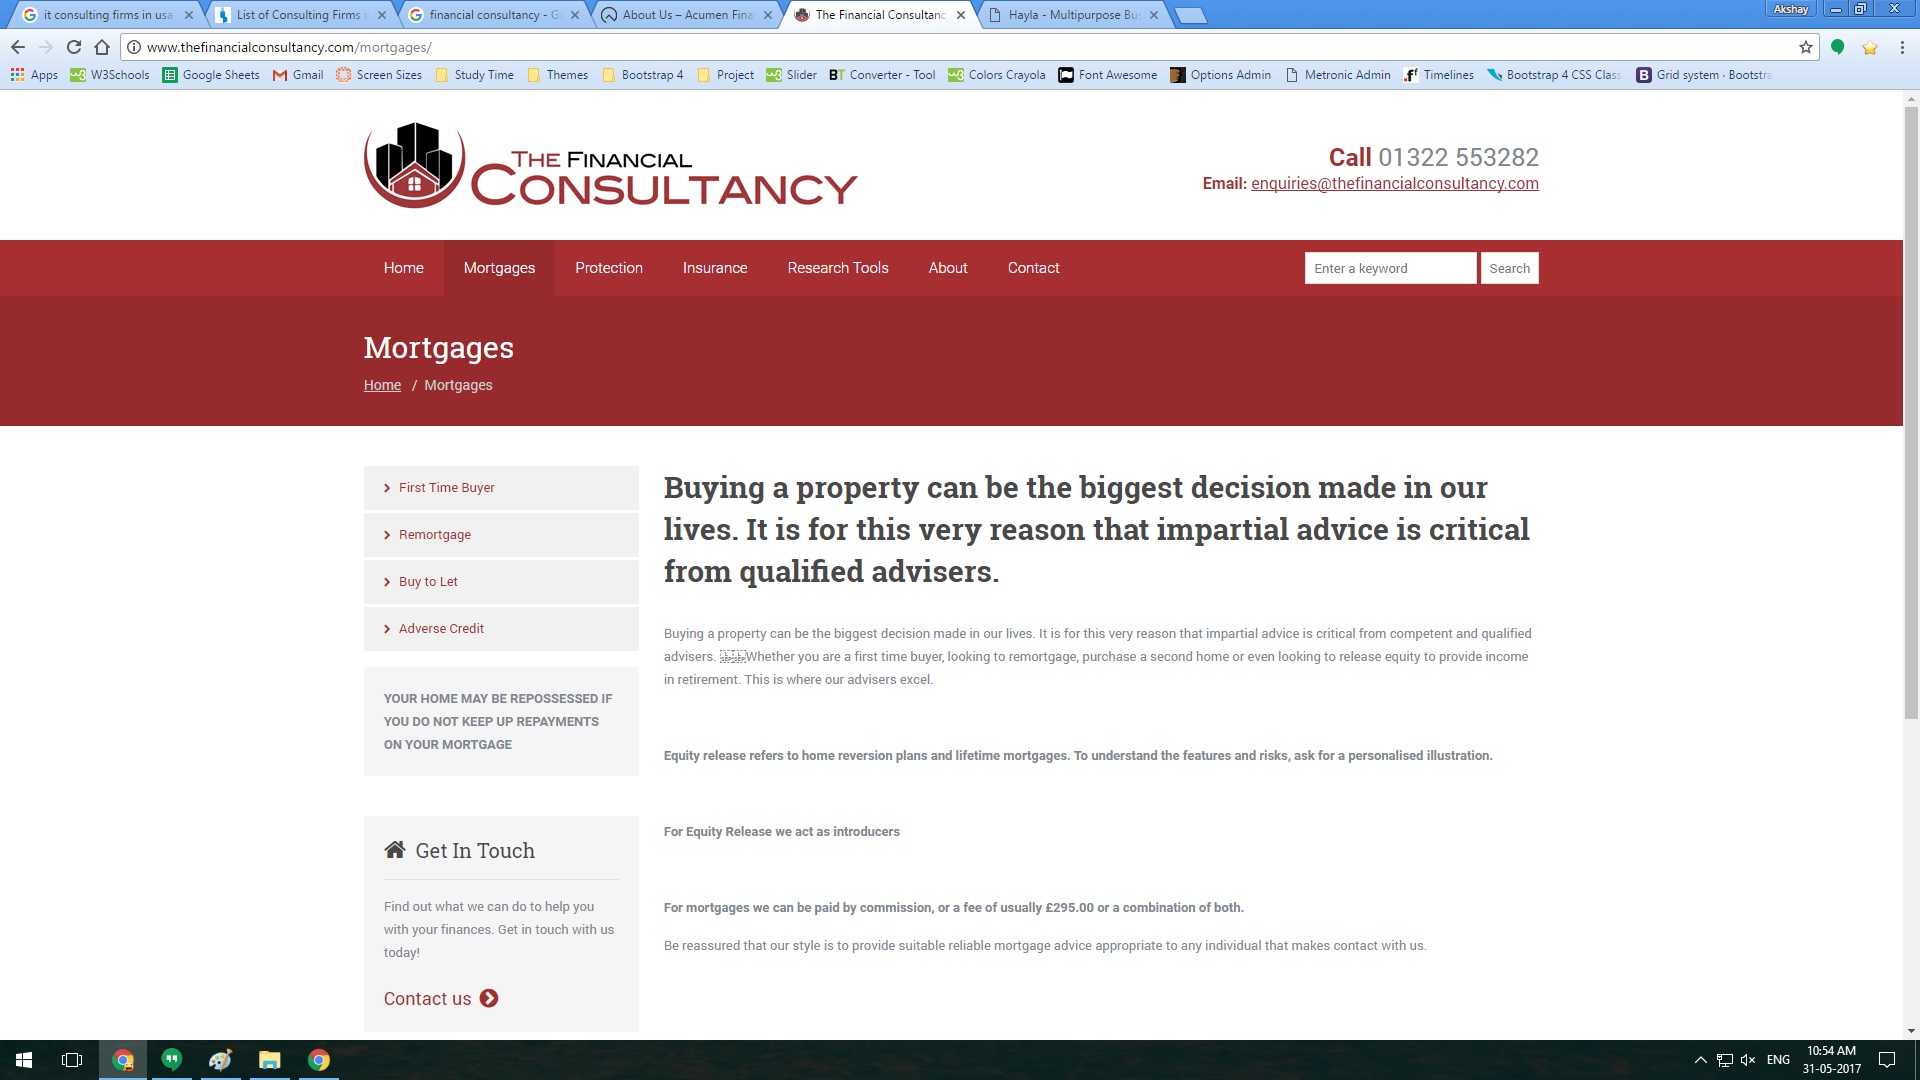 it consulting firms in usa
List of Consulting Firms i
financial consultancy - G
About Us – Acumen Fina
The Financial Consultanc
Hayla - Multipurpose Bu
Akshay
www.thefinancialconsultancy.com/mortgages/
Apps W3Schools Google Sheets Gmail Screen Sizes Study Time Themes Bootstrap 4 Project Slider Converter - Tool Colors Crayola Font Awesome Options Admin Metronic Admin Timelines Bootstrap 4 CSS Class Grid system · Bootstra
THE FINANCIAL
CONSULTANCY
Call 01322 553282
Email: enquiries@thefinancialconsultancy.com
Home Mortgages Protection Insurance Research Tools About Contact
Enter a keyword Search
Mortgages
Home / Mortgages
First Time Buyer
Remortgage
Buy to Let
Adverse Credit
YOUR HOME MAY BE REPOSSESSED IF
YOU DO NOT KEEP UP REPAYMENTS
ON YOUR MORTGAGE
Get In Touch
Find out what we can do to help you
with your finances. Get in touch with us
today!
Contact us
Buying a property can be the biggest decision made in our
lives. It is for this very reason that impartial advice is critical
from qualified advisers.
Buying a property can be the biggest decision made in our lives. It is for this very reason that impartial advice is critical from competent and qualified
advisers. Whether you are a first time buyer, looking to remortgage, purchase a second home or even looking to release equity to provide income
in retirement. This is where our advisers excel.
Equity release refers to home reversion plans and lifetime mortgages. To understand the features and risks, ask for a personalised illustration.
For Equity Release we act as introducers
For mortgages we can be paid by commission, or a fee of usually £295.00 or a combination of both.
Be reassured that our style is to provide suitable reliable mortgage advice appropriate to any individual that makes contact with us.
ENG
10:54 AM
31-05-2017